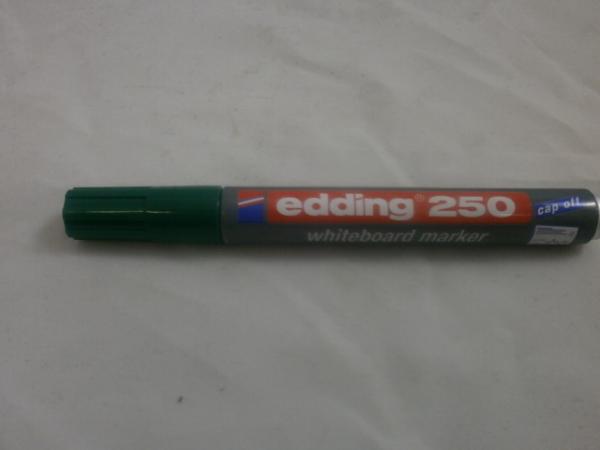 edding® 250
cap off
whiteboard marker